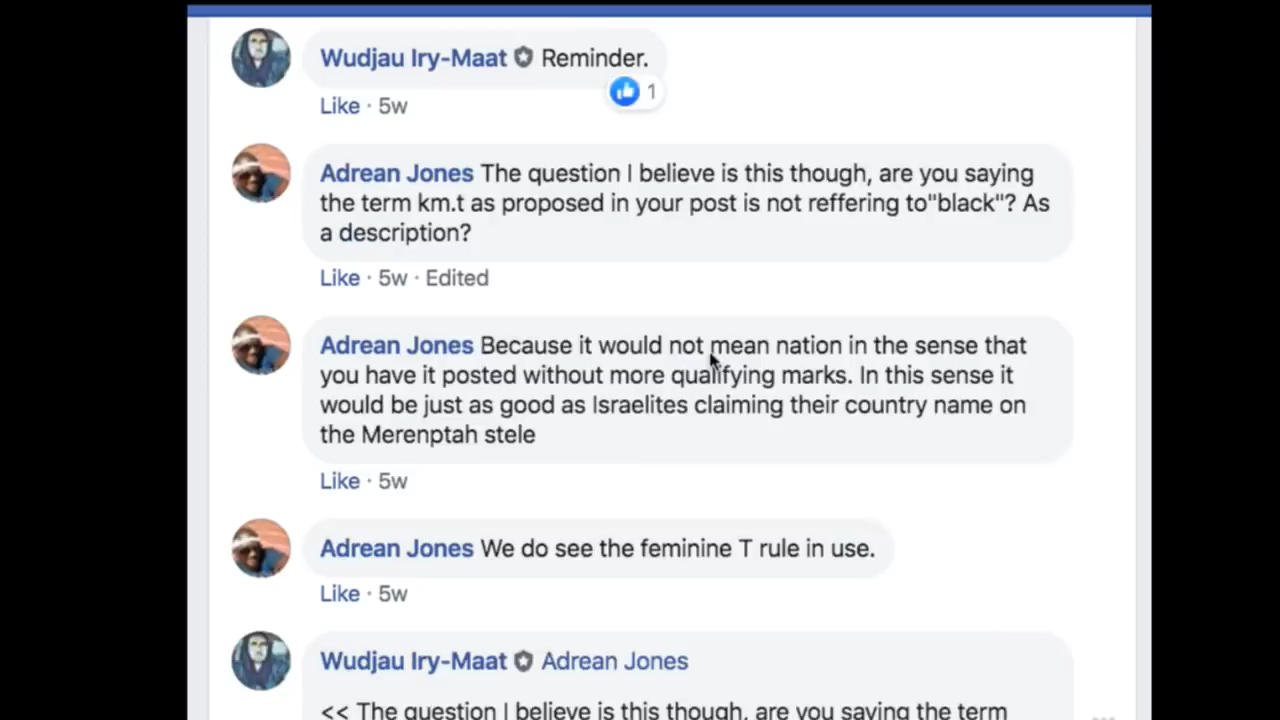 Wudjau Iry-Maat Reminder.
1
Like · 5w
Adrean Jones The question I believe is this though, are you saying
the term km.t as proposed in your post is not reffering to"black"? As
a description?
Like · 5w · Edited
Adrean Jones Because it would not mean nation in the sense that
you have it posted without more qualifying marks. In this sense it
would be just as good as Israelites claiming their country name on
the Merenptah stele
Like · 5w
Adrean Jones We do see the feminine T rule in use.
Like · 5w
Wudjau Iry-Maat Adrean Jones
<< The question I believe is this though, are you saying the term